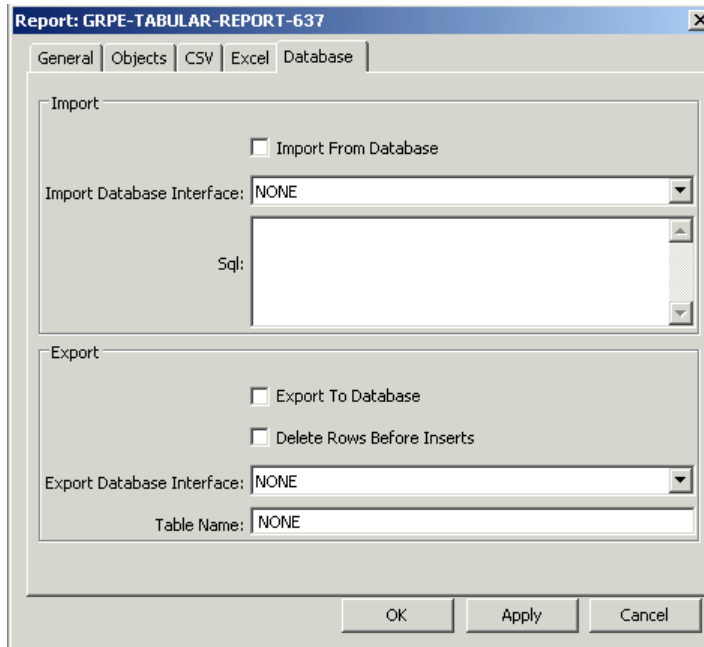 Report: GRPE-TABULAR-REPORT-637
General Objects CSV Excel Database
Import
Import From Database
Import Database Interface: NONE
Sql:
Export
Export To Database
Delete Rows Before Inserts
Export Database Interface: NONE
Table Name: NONE
OK Apply Cancel